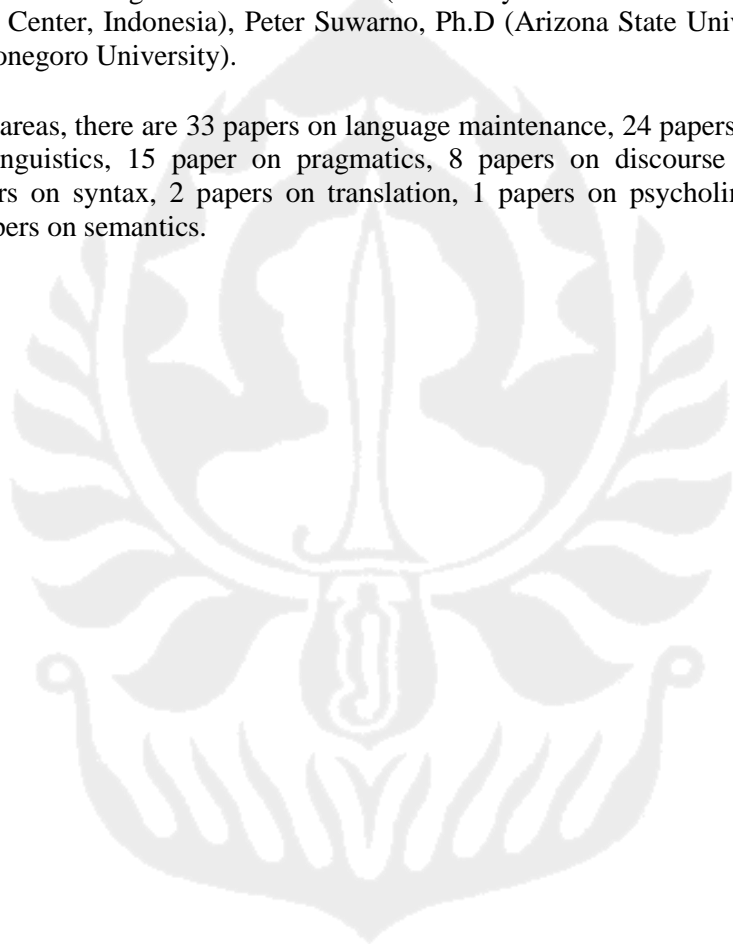 Center, Indonesia), Peter Suwarno, Ph.D (Arizona State Univ
onegoro University).
areas, there are 33 papers on language maintenance, 24 papers
nguistics, 15 paper on pragmatics, 8 papers on discourse
rs on syntax, 2 papers on translation, 1 papers on psycholin
pers on semantics.